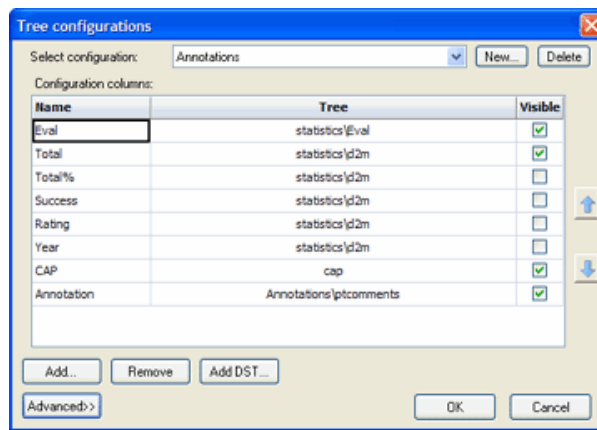 Tree configurations
Select configuration: Annotations New... Delete
Configuration columns:
Name Tree Visible
Eval statistics\Eval
Total statistics\d2m
Total% statistics\d2m
Success statistics\d2m
Rating statistics\d2m
Year statistics\d2m
CAP cap
Annotation Annotations\ptcomments
Add... Remove Add DST...
Advanced>> OK Cancel